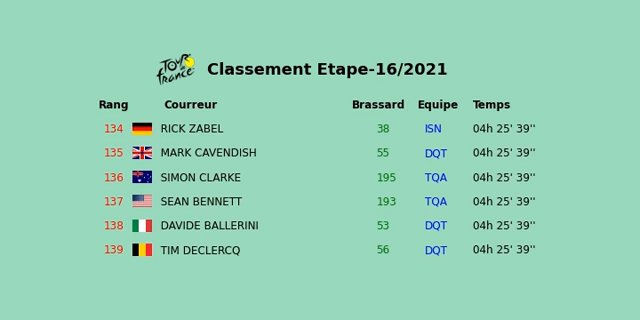 Tour de France
Classement Etape-16/2021
Rang Courreur Brassard Equipe Temps
134 RICK ZABEL 38 ISN 04h 25' 39''
135 MARK CAVENDISH 55 DQT 04h 25' 39''
136 SIMON CLARKE 195 TQA 04h 25' 39''
137 SEAN BENNETT 193 TQA 04h 25' 39''
138 DAVIDE BALLERINI 53 DQT 04h 25' 39''
139 TIM DECLERCQ 56 DQT 04h 25' 39''